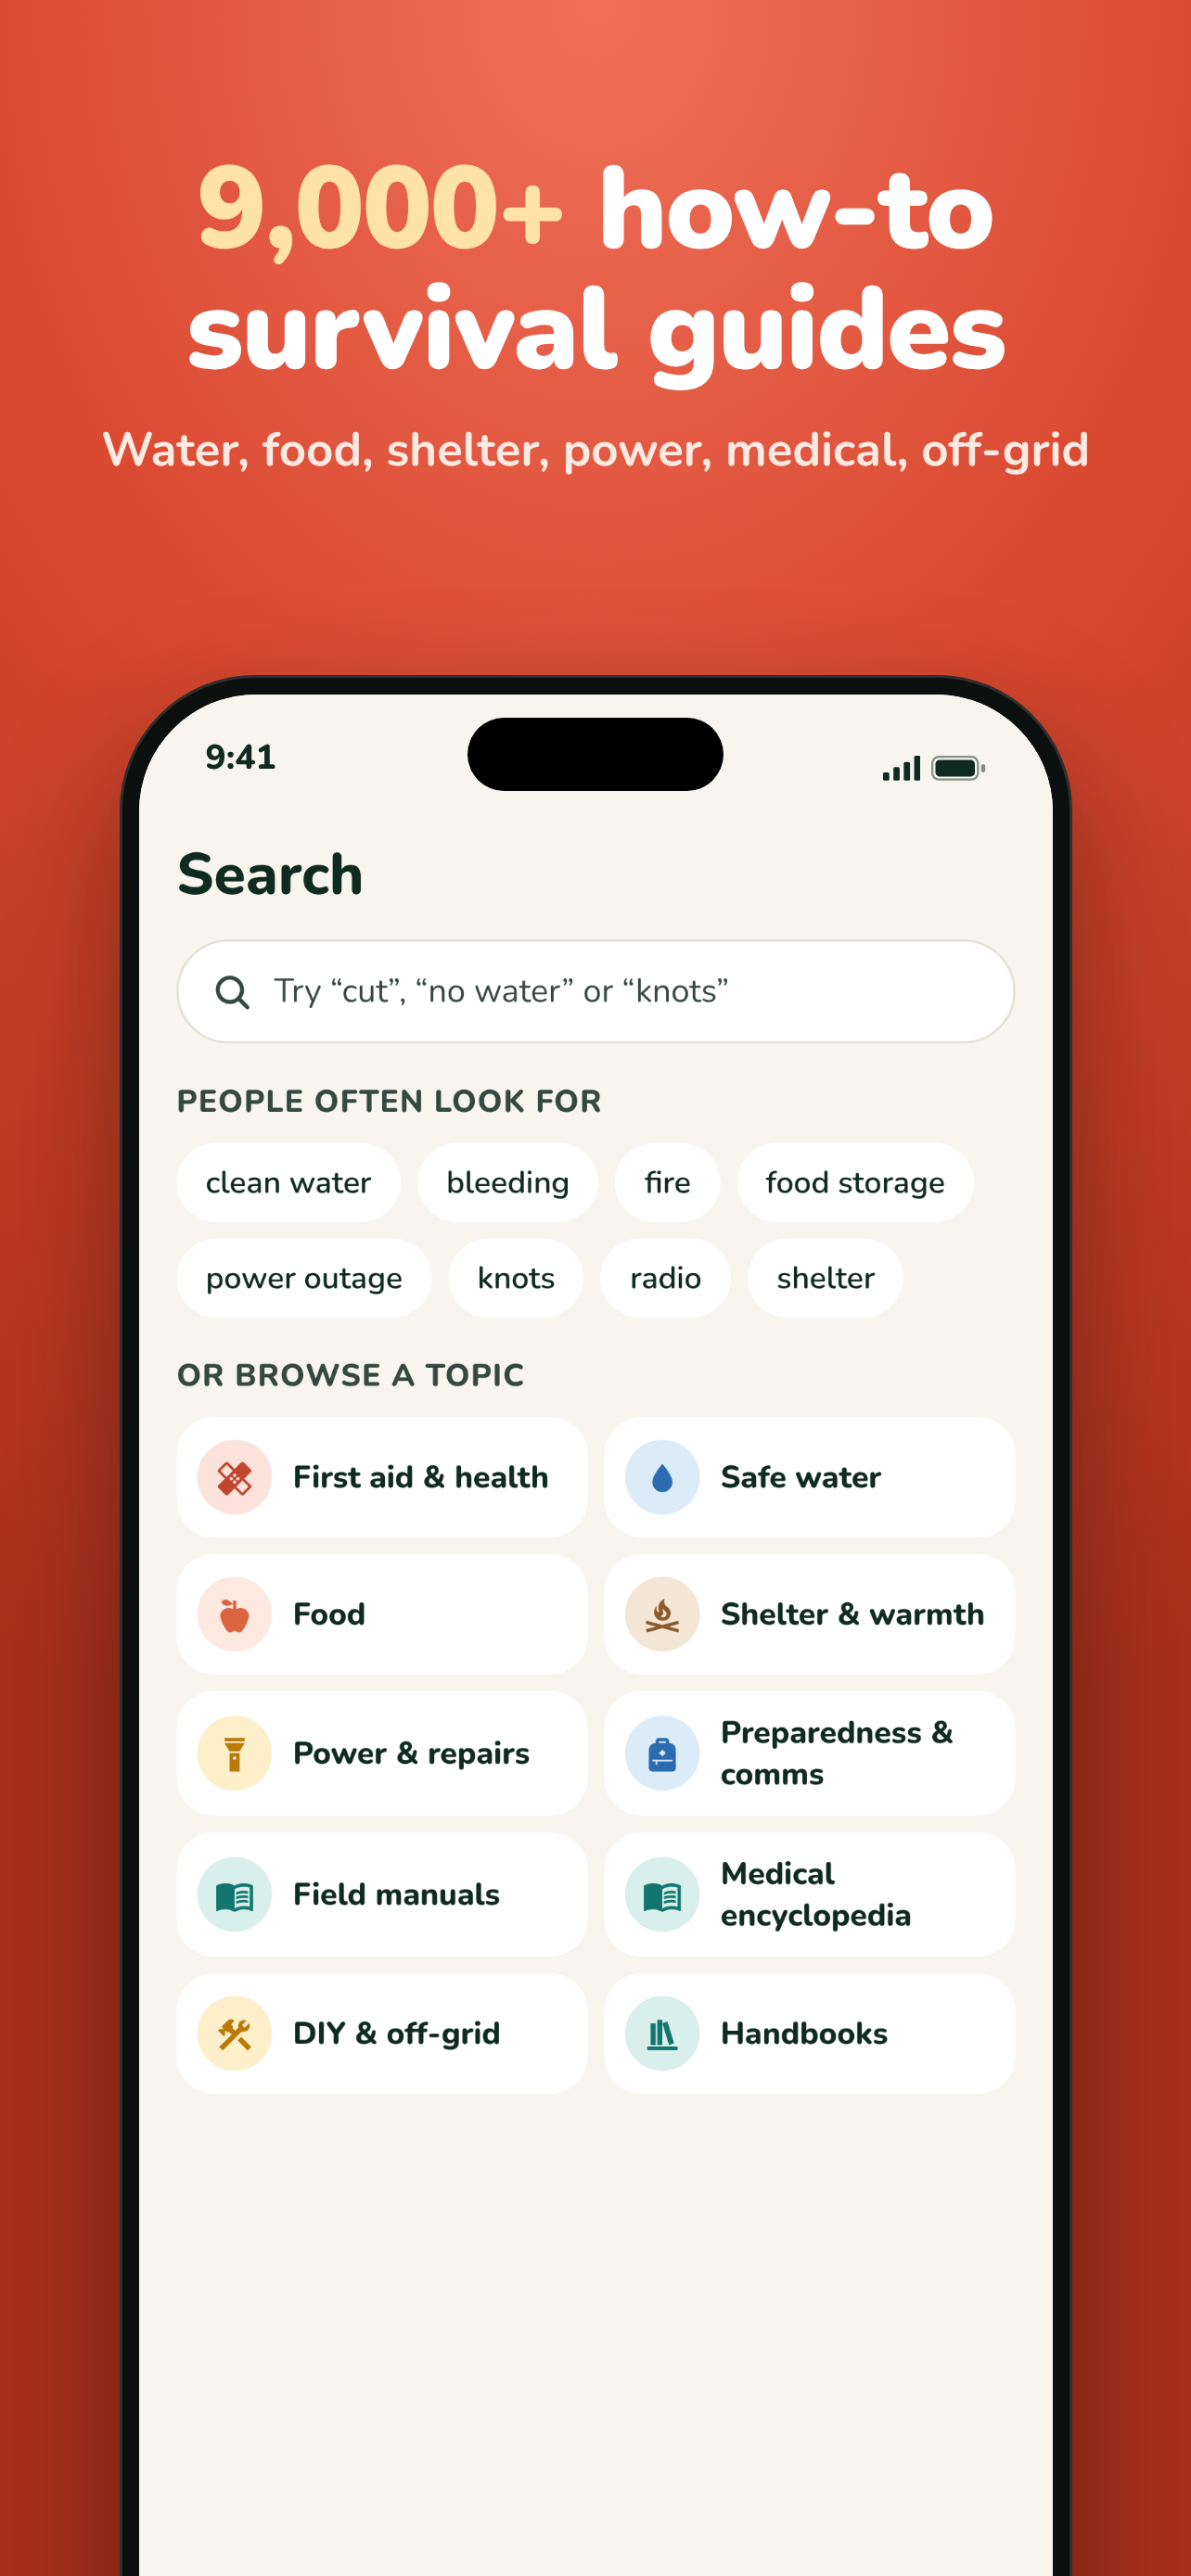 9,000+ how-to
survival guides
Water, food, shelter, power, medical, off-grid
9:41
Search
Try “cut”, “no water” or “knots”
PEOPLE OFTEN LOOK FOR
clean water bleeding fire food storage
power outage knots radio shelter
OR BROWSE A TOPIC
First aid & health
Safe water
Food
Shelter & warmth
Power & repairs
Preparedness &
comms
Field manuals
Medical
encyclopedia
DIY & off-grid
Handbooks